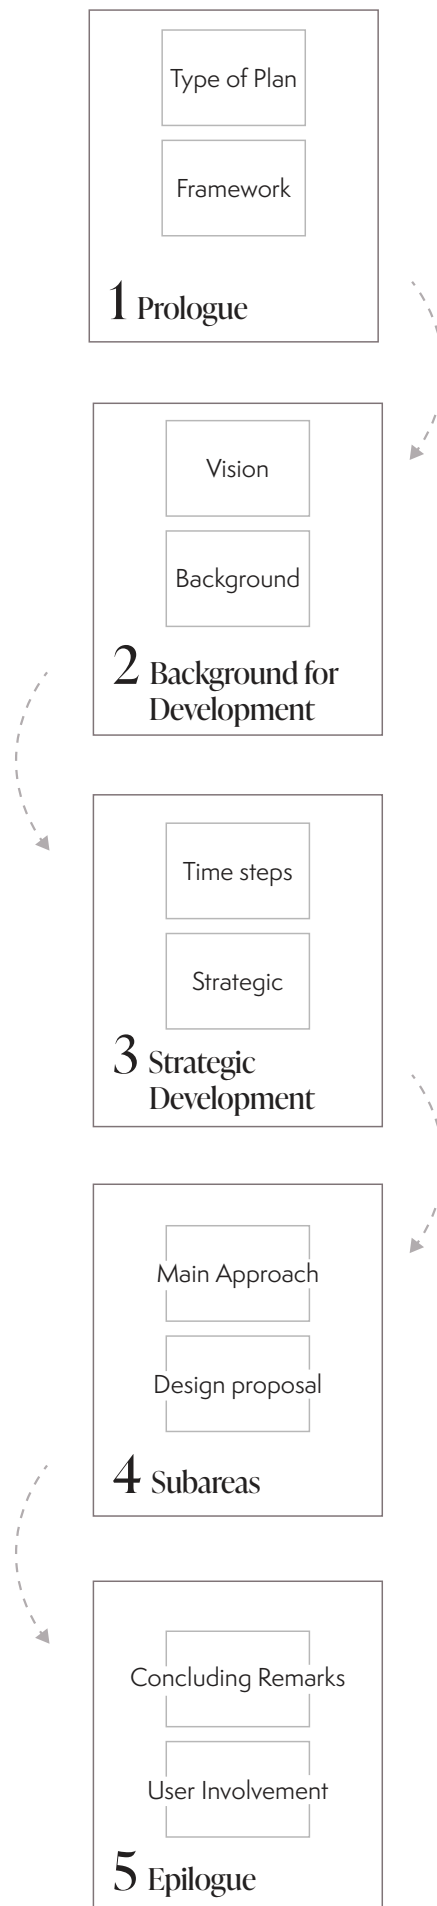 Type of Plan
Framework
1 Prologue
Vision
Background
2 Background for
Development
Time steps
Strategic
3 Strategic
Development
Main Approach
Design proposal
4 Subareas
Concluding Remarks
User Involvement
5 Epilogue